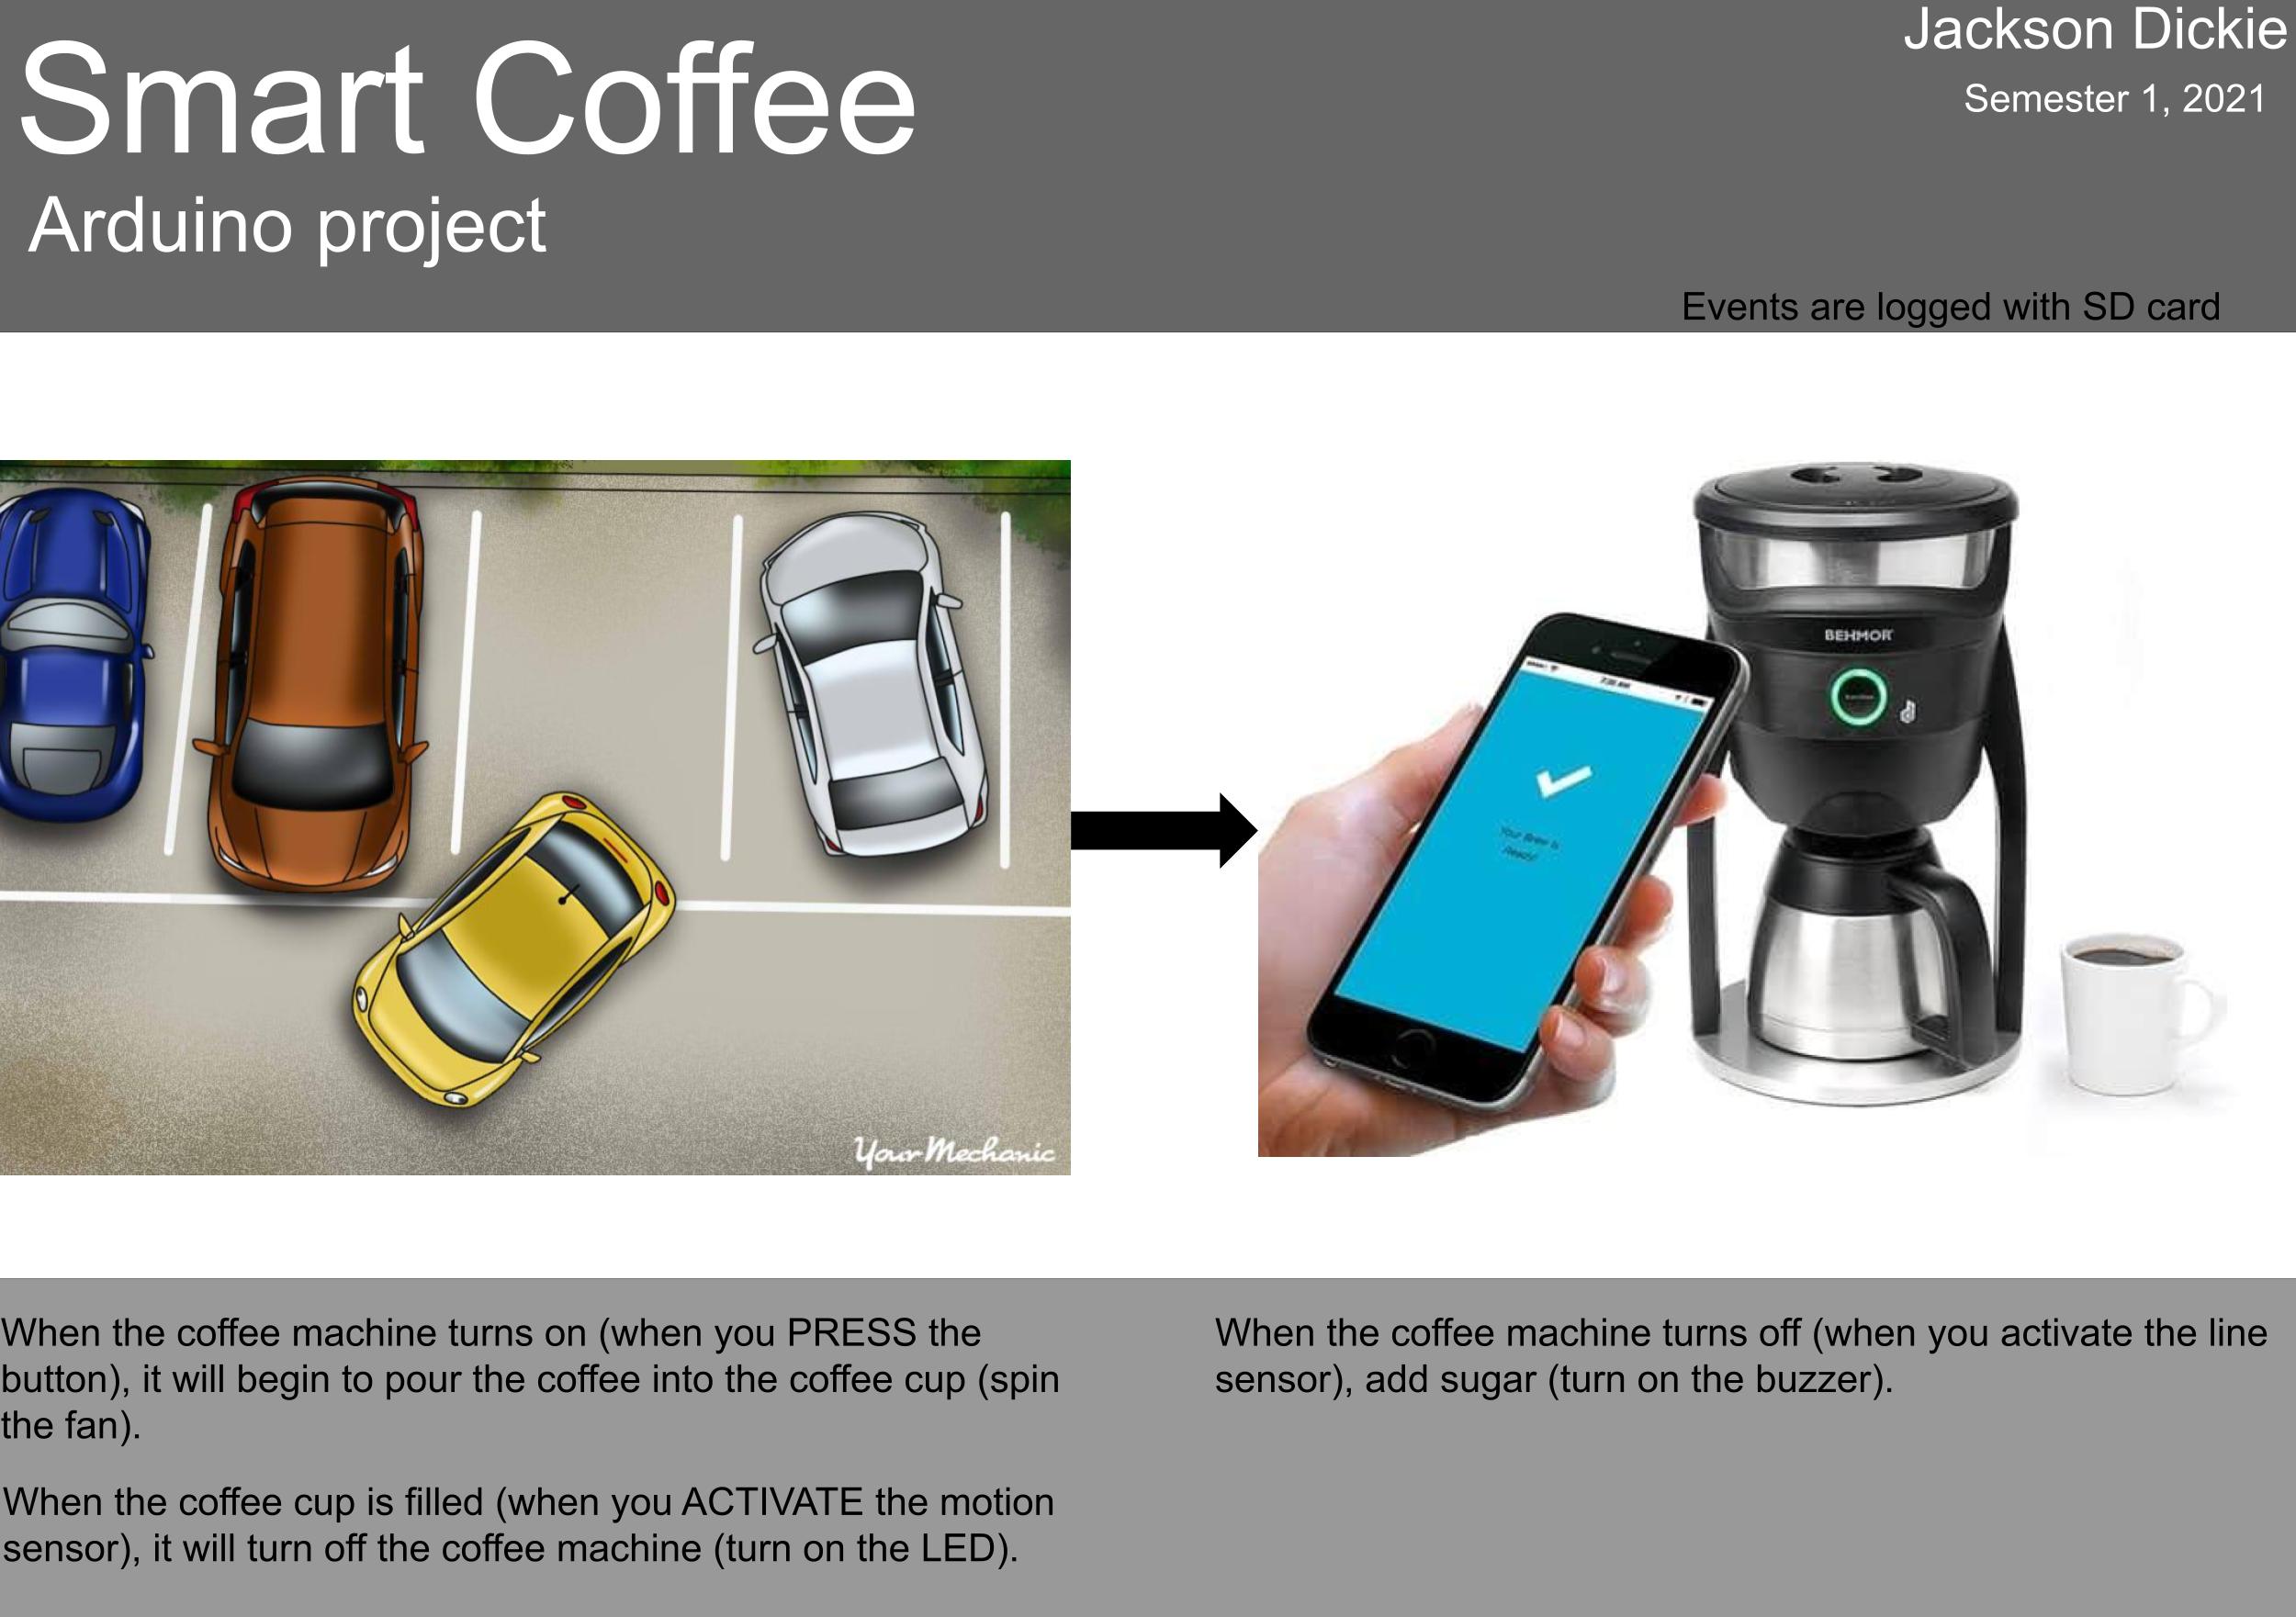 Smart Coffee
Jackson Dickie
Semester 1, 2021
Arduino project
Events are logged with SD card
BEHMOR
Your Brew is
Ready!
YourMechanic
When the coffee machine turns on (when you PRESS the
button), it will begin to pour the coffee into the coffee cup (spin
the fan).
When the coffee cup is filled (when you ACTIVATE the motion
sensor), it will turn off the coffee machine (turn on the LED).
When the coffee machine turns off (when you activate the line
sensor), add sugar (turn on the buzzer).